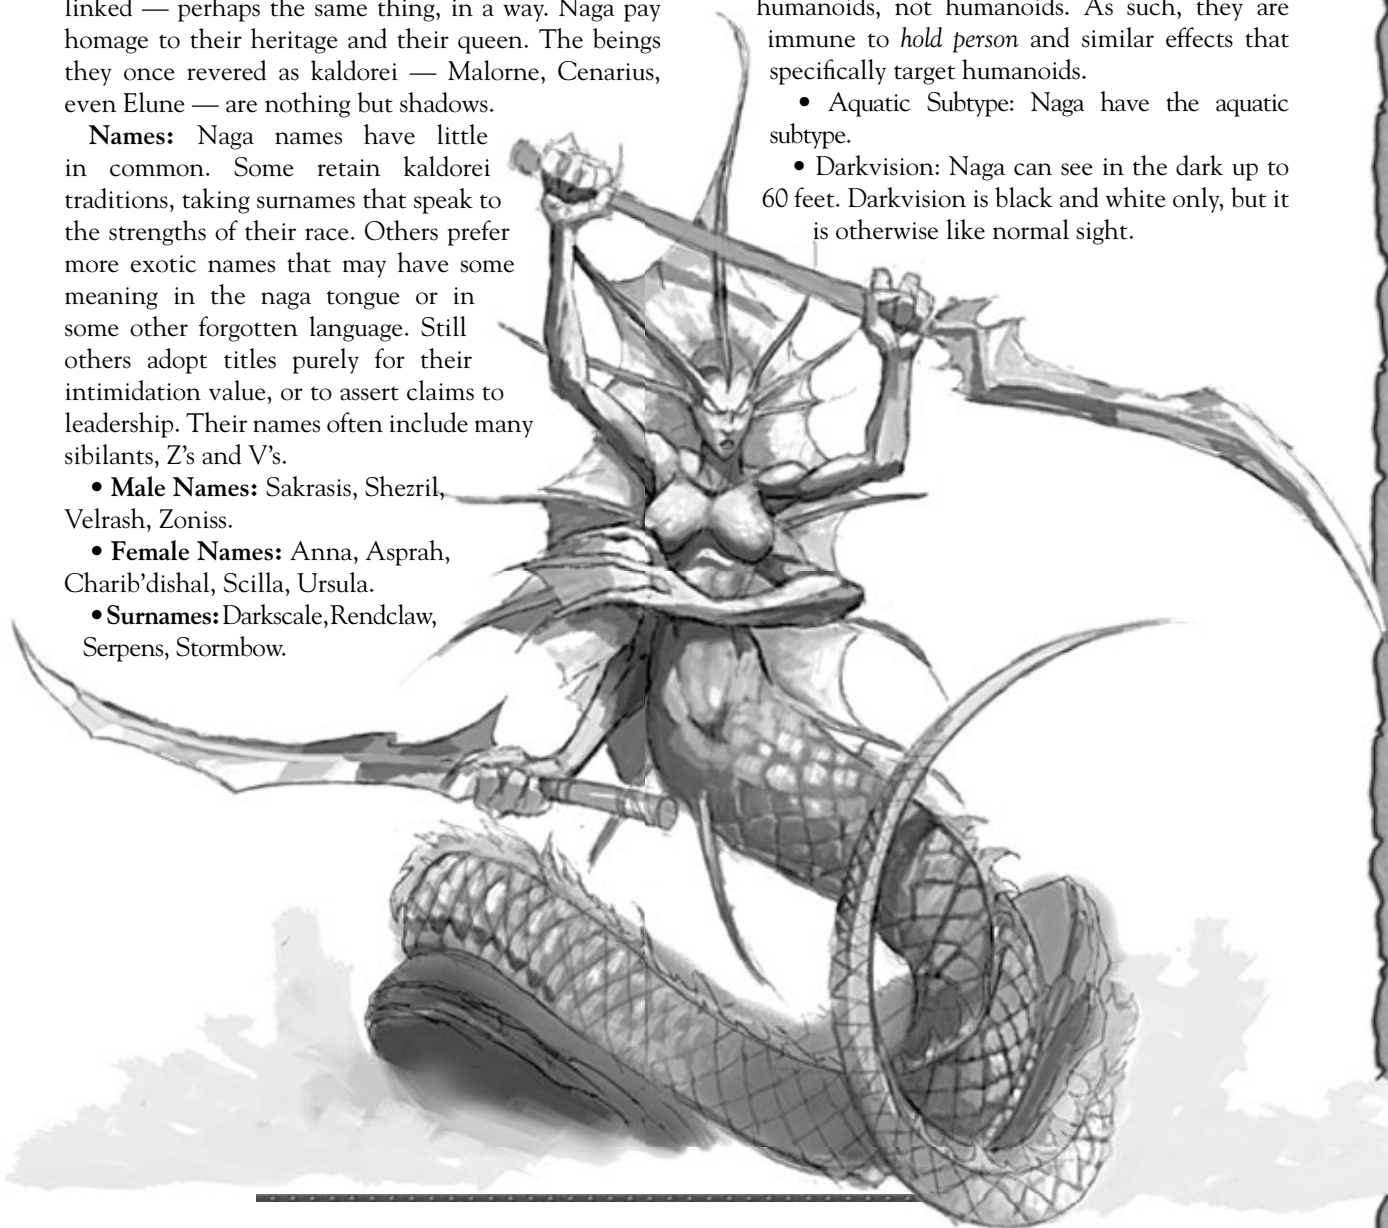 linked — perhaps the same thing, in a way. Naga pay
homage to their heritage and their queen. The beings
they once revered as kaldorei — Malorne, Cenarius,
even Elune — are nothing but shadows.
Names: Naga names have little
in common. Some retain kaldorei
traditions, taking surnames that speak to
the strengths of their race. Others prefer
more exotic names that may have some
meaning in the naga tongue or in
some other forgotten language. Still
others adopt titles purely for their
intimidation value, or to assert claims to
leadership. Their names often include many
sibilants, Z’s and V’s.
• Male Names: Sakrasis, Shezril,
Velrash, Zoniss.
• Female Names: Anna, Asprah,
Charib’dishal, Scilla, Ursula.
• Surnames: Darkscale, Rendclaw,
Serpens, Stormbow.
humanoids, not humanoids. As such, they are
immune to hold person and similar effects that
specifically target humanoids.
• Aquatic Subtype: Naga have the aquatic
subtype.
• Darkvision: Naga can see in the dark up to
60 feet. Darkvision is black and white only, but it
is otherwise like normal sight.